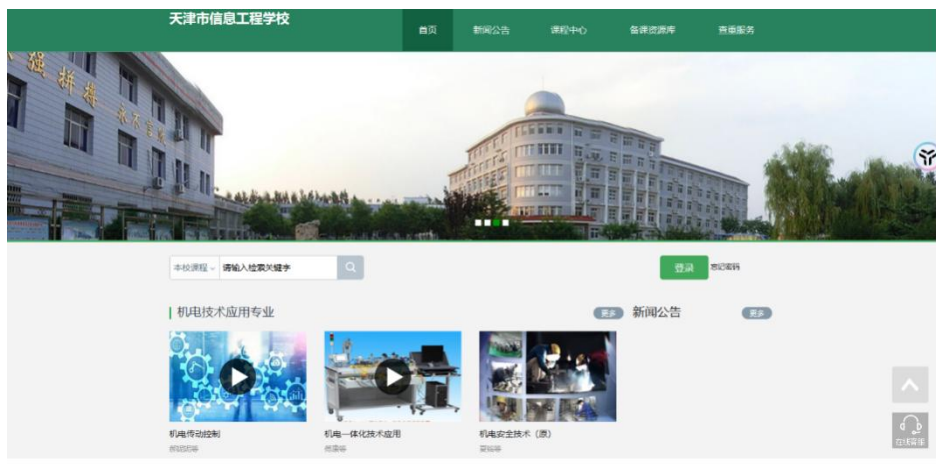 天津市信息工程学校
首页 新闻公告 课程中心 备课资源库 查重服务
本校课程 请输入检索关键字
登录 忘记密码
机电技术应用专业 更多
新闻公告 更多
机电传动控制 机电一体化技术应用 机电安全技术（原）
在线客服